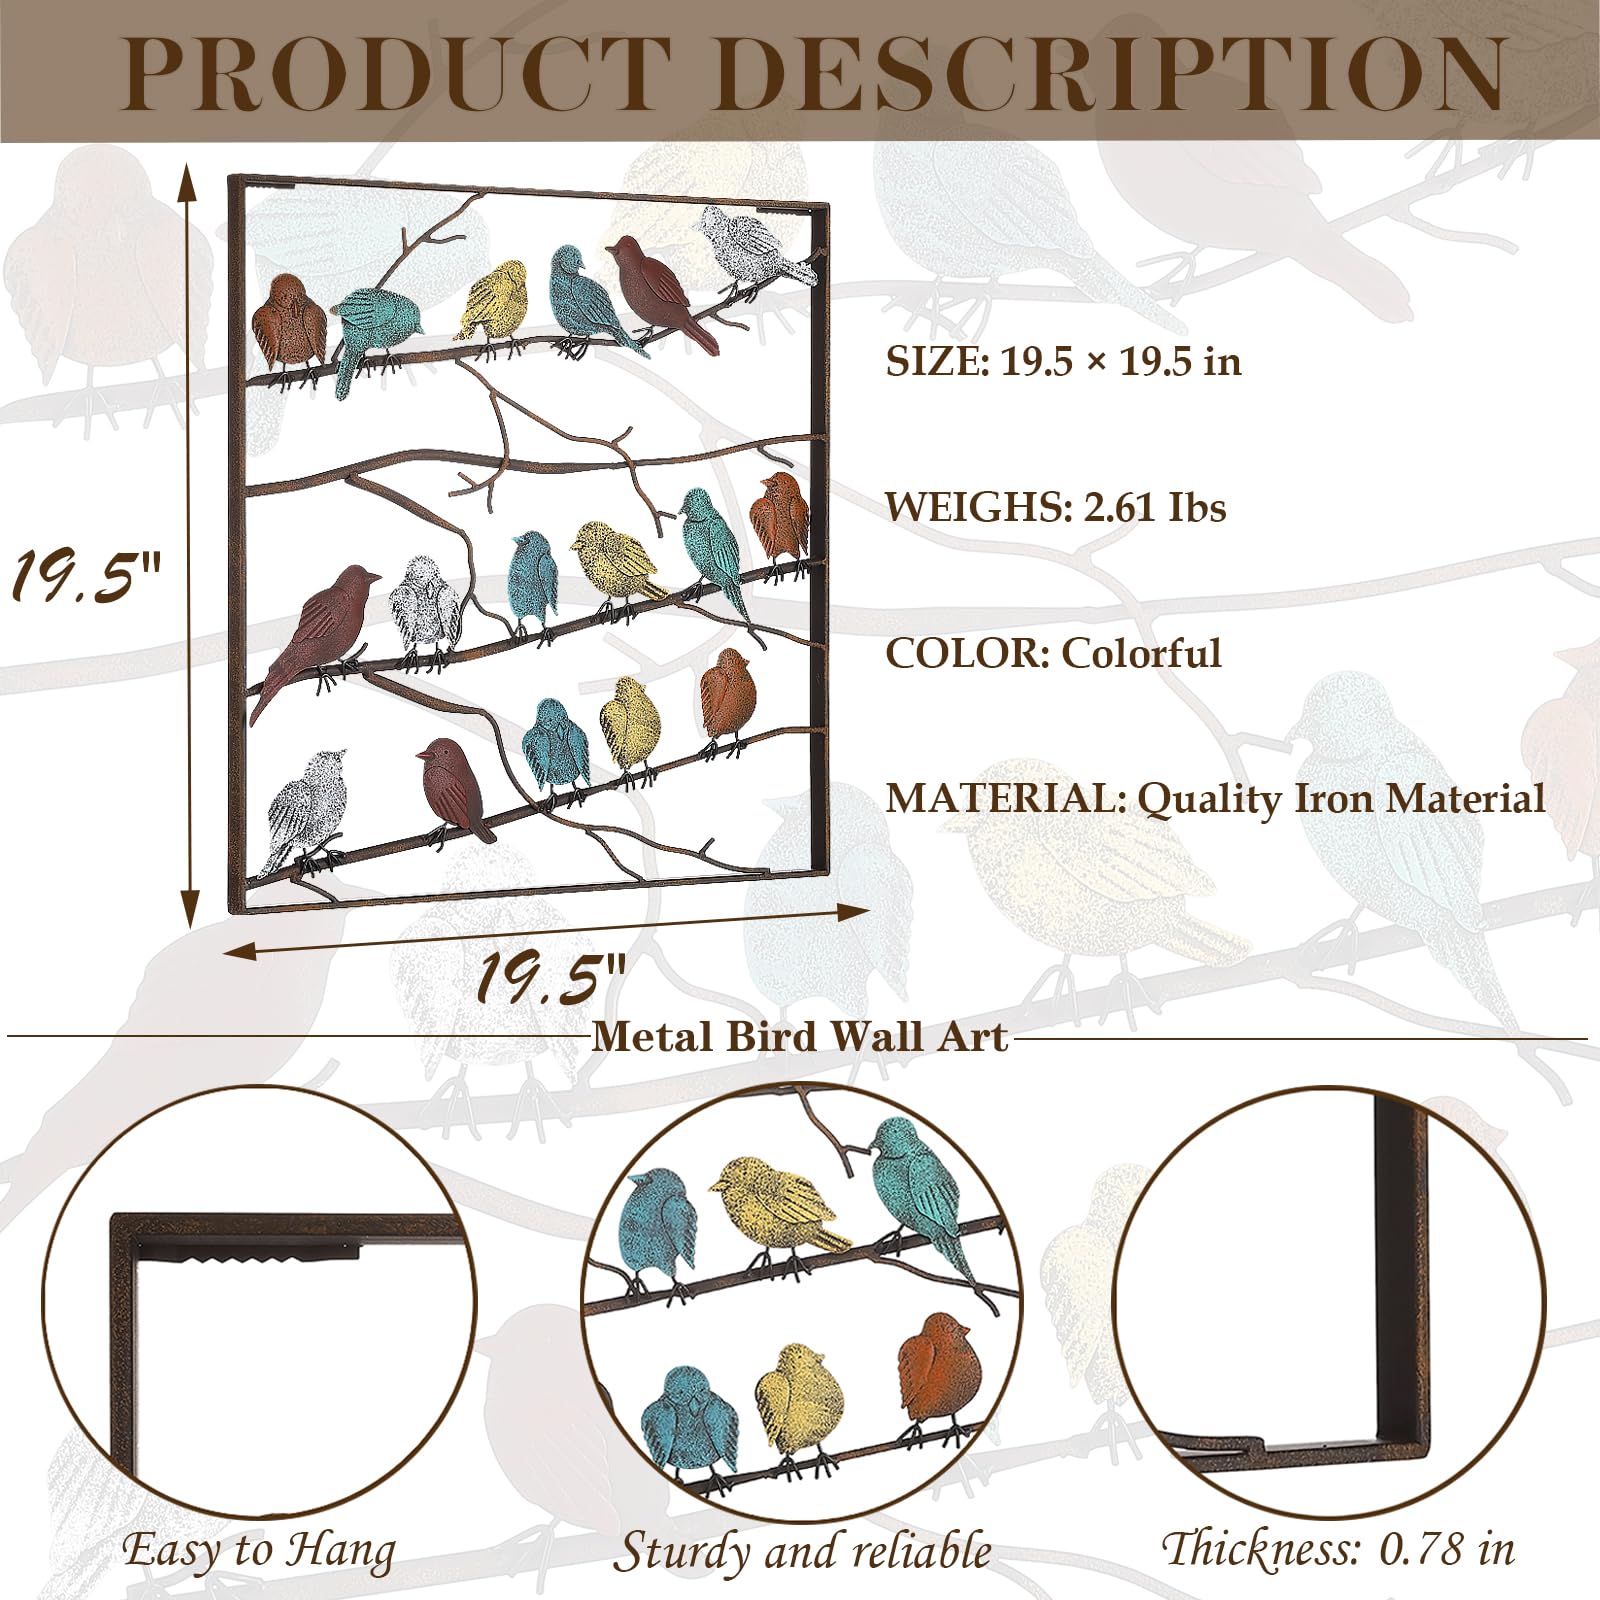 PRODUCT DESCRIPTION
19.5"
19.5"
SIZE: 19.5 × 19.5 in
WEIGHS: 2.61 Ibs
COLOR: Colorful
MATERIAL: Quality Iron Material
Metal Bird Wall Art
Easy to Hang
Sturdy and reliable
Thickness: 0.78 in